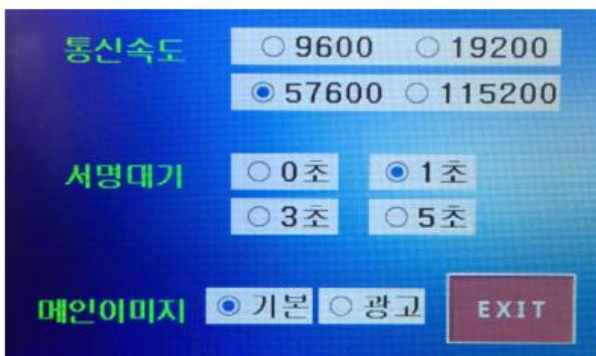 통신속도 ○ 9600 ○ 19200
◉ 57600 ○ 115200
서명대기 ○ 0초 ◉ 1초
○ 3초 ○ 5초
메인이미지 ◉ 기본 ○ 광고 EXIT